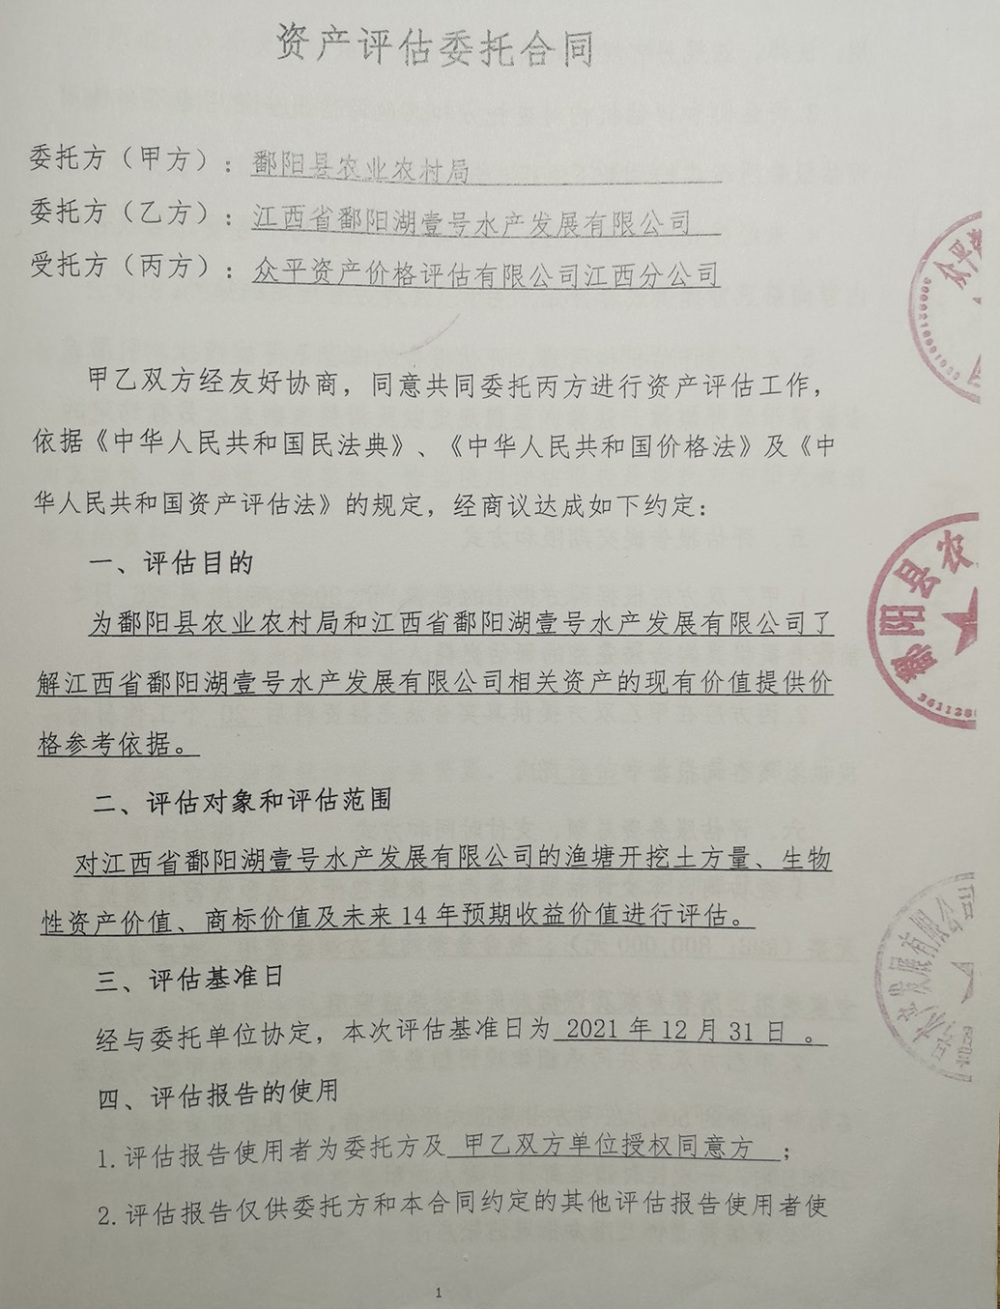 资产评估委托合同
委托方（甲方）：鄱阳县农业农村局
委托方（乙方）：江西省鄱阳湖壹号水产发展有限公司
受托方（丙方）：众平资产价格评估有限公司江西分公司
甲乙双方经友好协商，同意共同委托丙方进行资产评估工作，
依据《中华人民共和国民法典》、《中华人民共和国价格法》及《中
华人民共和国资产评估法》的规定，经商议达成如下约定：
一、评估目的
为鄱阳县农业农村局和江西省鄱阳湖壹号水产发展有限公司了
解江西省鄱阳湖壹号水产发展有限公司相关资产的现有价值提供价
格参考依据。
二、评估对象和评估范围
对江西省鄱阳湖壹号水产发展有限公司的渔塘开挖土方量、生物
性资产价值、商标价值及未来14年预期收益价值进行评估。
三、评估基准日
经与委托单位协定，本次评估基准日为 2021 年 12 月 31 日 。
四、评估报告的使用
1.评估报告使用者为委托方及 甲乙双方单位授权同意方 ；
2.评估报告仅供委托方和本合同约定的其他评估报告使用者使
1
众平
鄱阳县农
发展有限公司